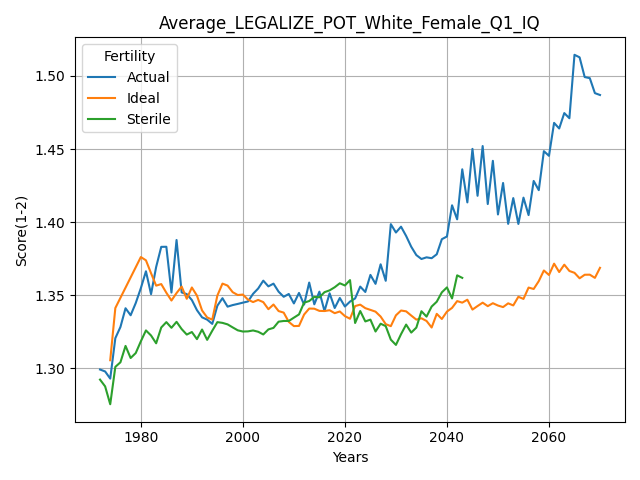 Average_LEGALIZE_POT_White_Female_Q1_IQ
Fertility
Actual
Ideal
Sterile
Score(1-2)
1.50
1.45
1.40
1.35
1.30
1980
2000
2020
2040
2060
Years